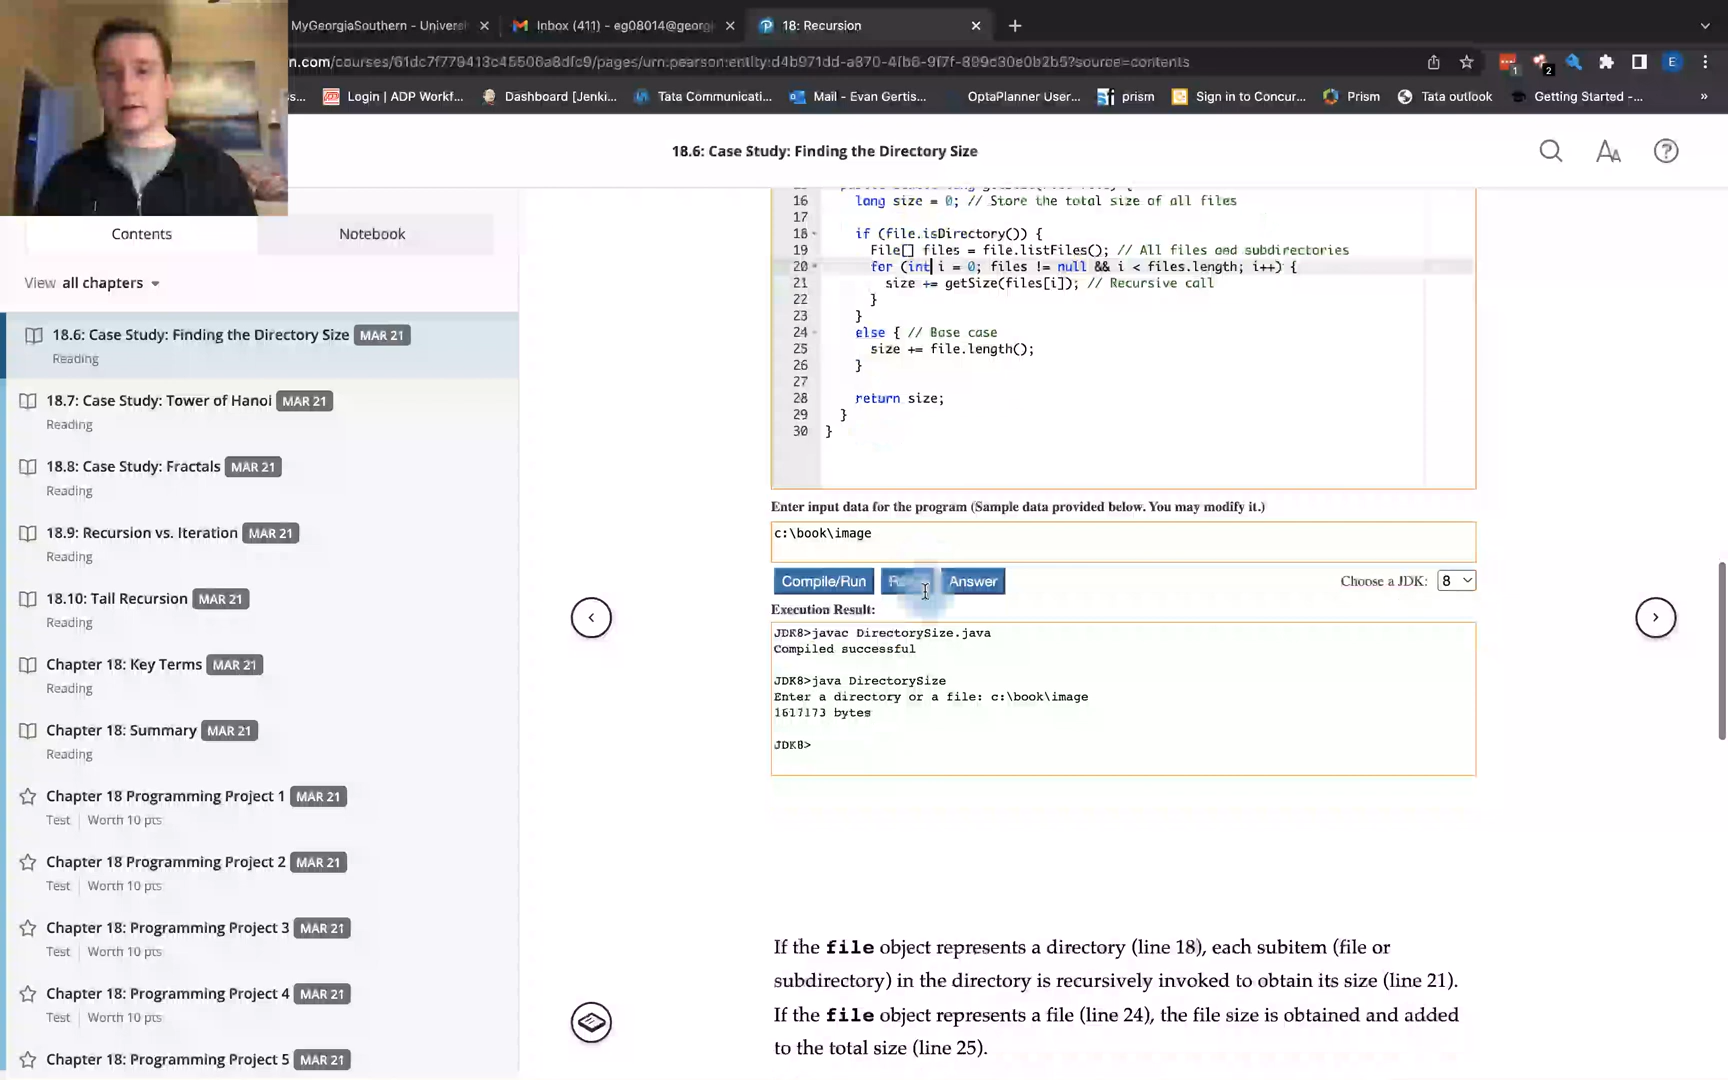 MyGeorgiaSouthern - Univers
Inbox (411) - eg08014@georg
18: Recursion
n.com/courses/61dc7f779413c45506a8dfc9/pages/urn.pearson:entity:d4b971dd-a870-4fb6-9f7f-899c30e0b2b5?source=contents
s...
Login | ADP Workf...
Dashboard [Jenki...
Tata Communicati...
Mail - Evan Gertis...
OptaPlanner User...
prism
Sign in to Concur...
Prism
Tata outlook
Getting Started -...
»
18.6: Case Study: Finding the Directory Size
Contents
Notebook
View all chapters
18.6: Case Study: Finding the Directory Size MAR 21
Reading
18.7: Case Study: Tower of Hanoi MAR 21
Reading
18.8: Case Study: Fractals MAR 21
Reading
18.9: Recursion vs. Iteration MAR 21
Reading
18.10: Tail Recursion MAR 21
Reading
Chapter 18: Key Terms MAR 21
Reading
Chapter 18: Summary MAR 21
Reading
Chapter 18 Programming Project 1 MAR 21
Test | Worth 10 pts
Chapter 18: Programming Project 2 MAR 21
Test | Worth 10 pts
Chapter 18: Programming Project 3 MAR 21
Test | Worth 10 pts
Chapter 18: Programming Project 4 MAR 21
Test | Worth 10 pts
Chapter 18: Programming Project 5 MAR 21
16 long size = 0; // Store the total size of all files
17
18 if (file.isDirectory()) {
19 File[] files = file.listFiles(); // All files and subdirectories
20 for (int i = 0; files != null && i < files.length; i++) {
21 size += getSize(files[i]); // Recursive call
22 }
23 }
24 else { // Base case
25 size += file.length();
26 }
27
28 return size;
29 }
30 }
Enter input data for the program (Sample data provided below. You may modify it.)
c:\book\image
Compile/Run
Answer
Choose a JDK: 8
Execution Result:
JDK8>javac DirectorySize.java
Compiled successful
JDK8>java DirectorySize
Enter a directory or a file: c:\book\image
1617173 bytes
JDK8>
If the file object represents a directory (line 18), each subitem (file or
subdirectory) in the directory is recursively invoked to obtain its size (line 21).
If the file object represents a file (line 24), the file size is obtained and added
to the total size (line 25).